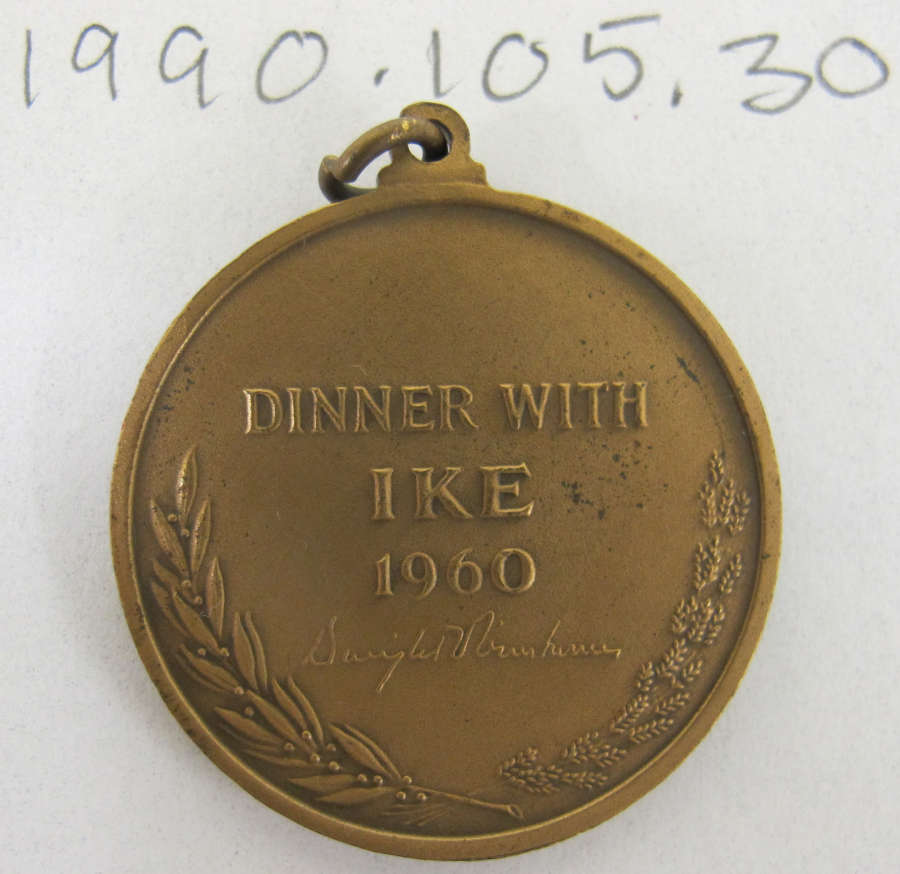 1990.105.30
DINNER WITH
IKE
1960
Dwight D Eisenhower